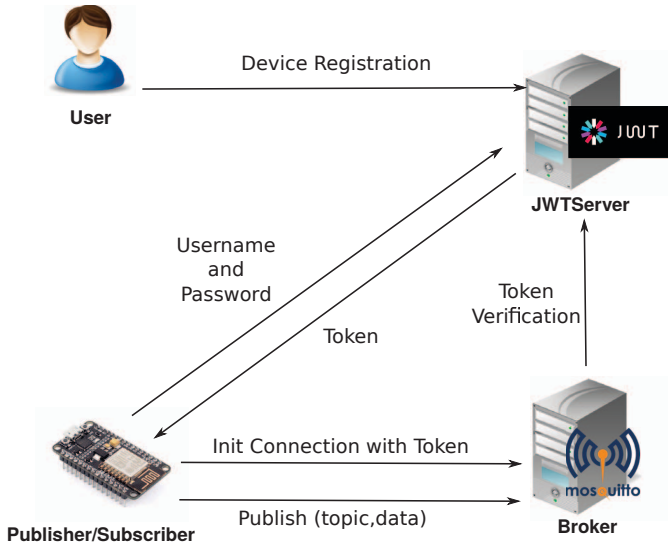 Device Registration
User
JWT
JWTServer
Username
and
Password
Token
Verification
Token
Init Connection with Token
mosquitto
Publish (topic,data)
Broker
Publisher/Subscriber